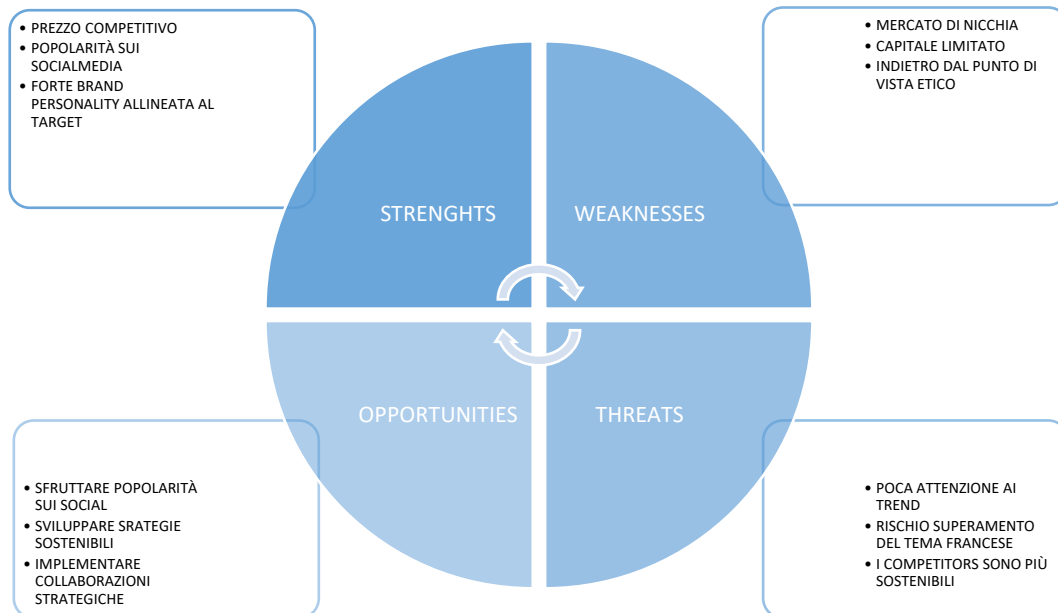 • PREZZO COMPETITIVO
• POPOLARITÀ SUI
SOCIALMEDIA
• FORTE BRAND
PERSONALITY ALLINEATA AL
TARGET
• MERCATO DI NICCHIA
• CAPITALE LIMITATO
• INDIETRO DAL PUNTO DI
VISTA ETICO
STRENGHTS
WEAKNESSES
OPPORTUNITIES
THREATS
• SFRUTTARE POPOLARITÀ
SUI SOCIAL
• SVILUPPARE SRATEGIE
SOSTENIBILI
• IMPLEMENTARE
COLLABORAZIONI
STRATEGICHE
• POCA ATTENZIONE AI
TREND
• RISCHIO SUPERAMENTO
DEL TEMA FRANCESE
• I COMPETITORS SONO PIÙ
SOSTENIBILI